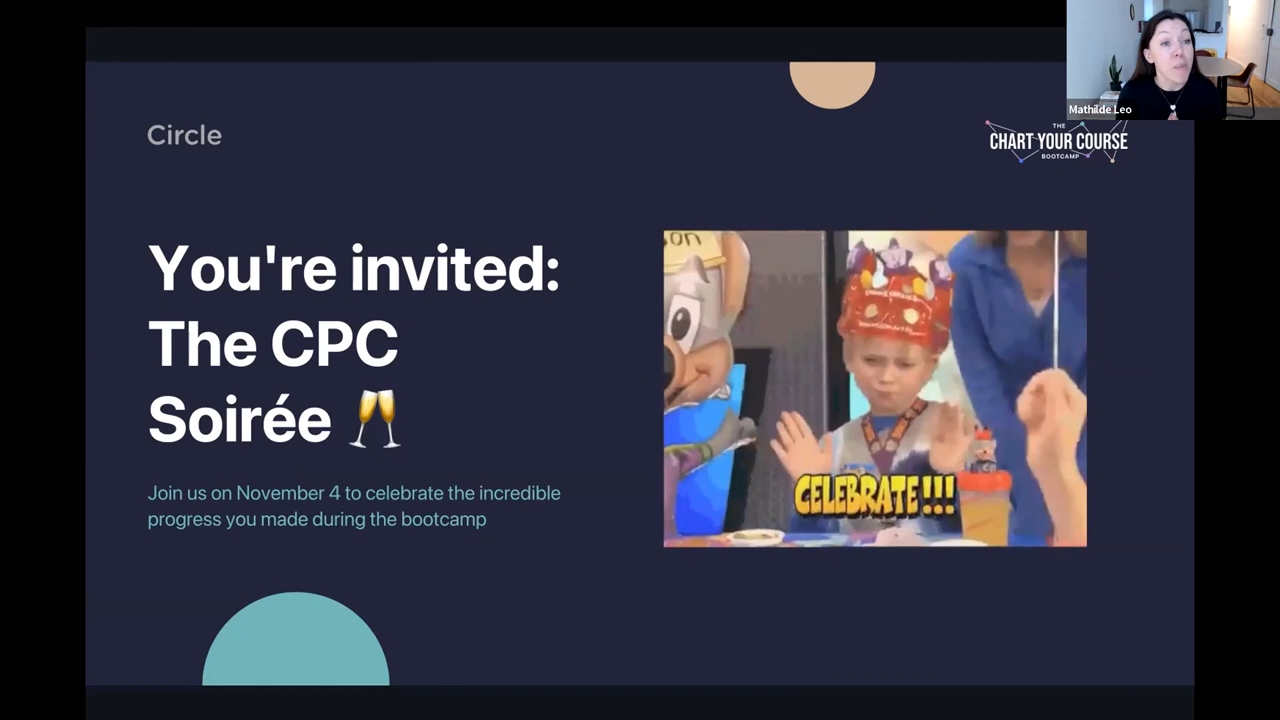 Mathilde Leo
Circle
THE
CHART YOUR COURSE
BOOTCAMP
You're invited:
The CPC
Soirée 🥂
Join us on November 4 to celebrate the incredible
progress you made during the bootcamp
CELEBRATE!!!